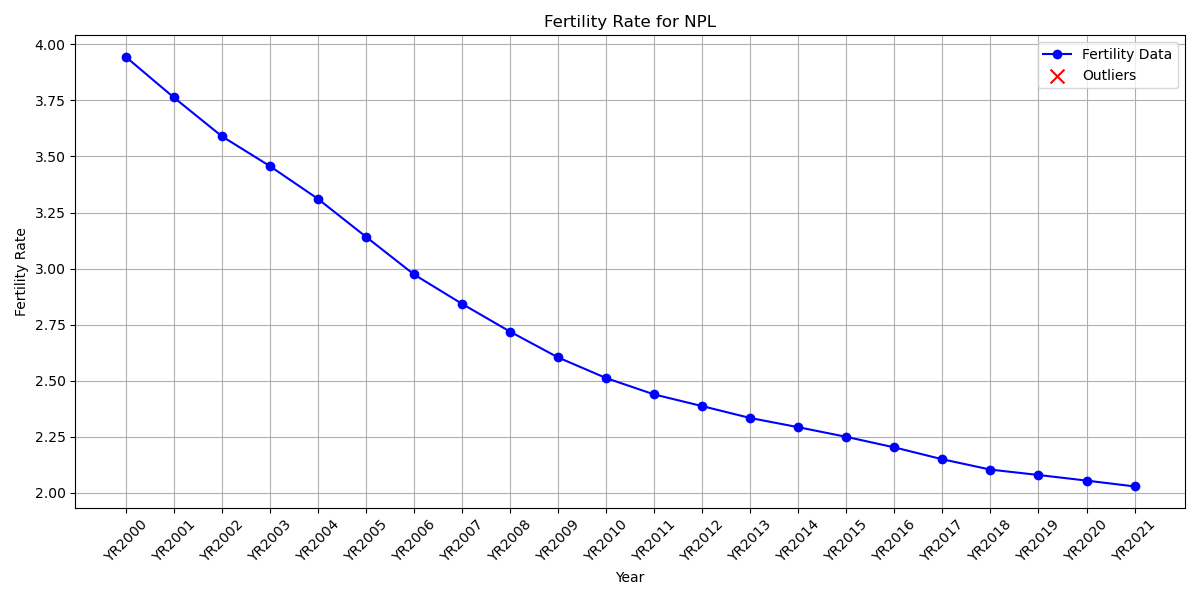 Fertility Rate for NPL
Fertility Data
Outliers
Fertility Rate
4.00
3.75
3.50
3.25
3.00
2.75
2.50
2.25
2.00
YR2000
YR2001
YR2002
YR2003
YR2004
YR2005
YR2006
YR2007
YR2008
YR2009
YR2010
YR2011
YR2012
YR2013
YR2014
YR2015
YR2016
YR2017
YR2018
YR2019
YR2020
YR2021
Year